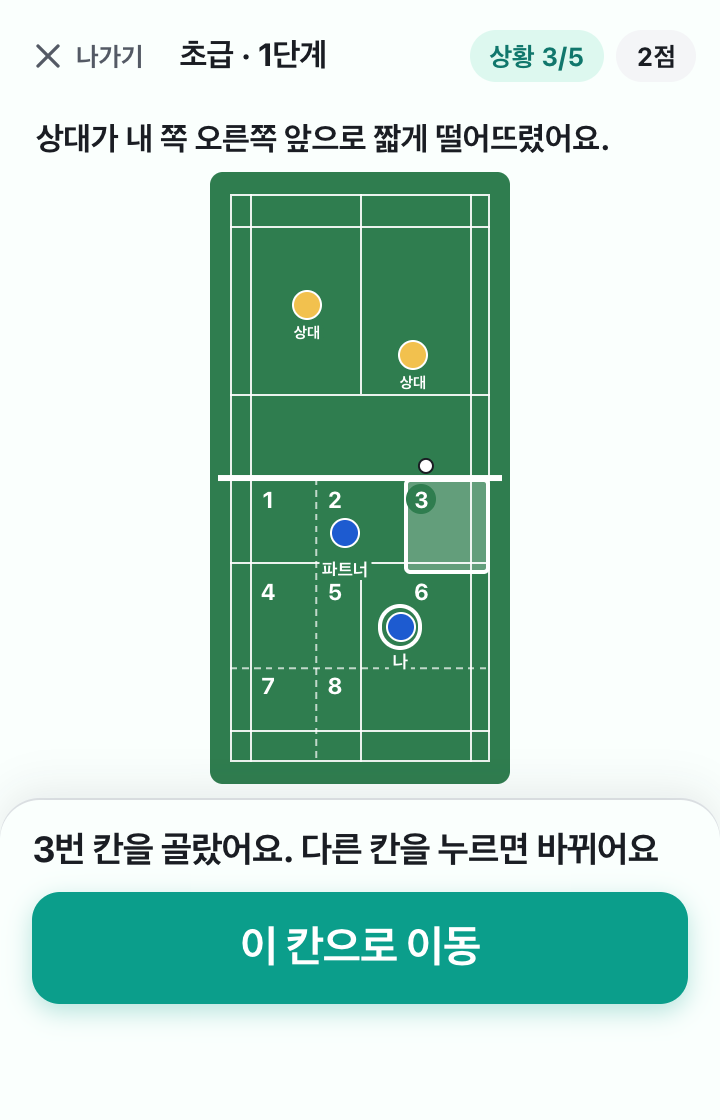 나가기
초급 · 1단계
상황 3/5
2점
상대가 내 쪽 오른쪽 앞으로 짧게 떨어뜨렸어요.
상대
상대
1
2
3
파트너
4
5
6
나
7
8
3번 칸을 골랐어요. 다른 칸을 누르면 바뀌어요
이 칸으로 이동